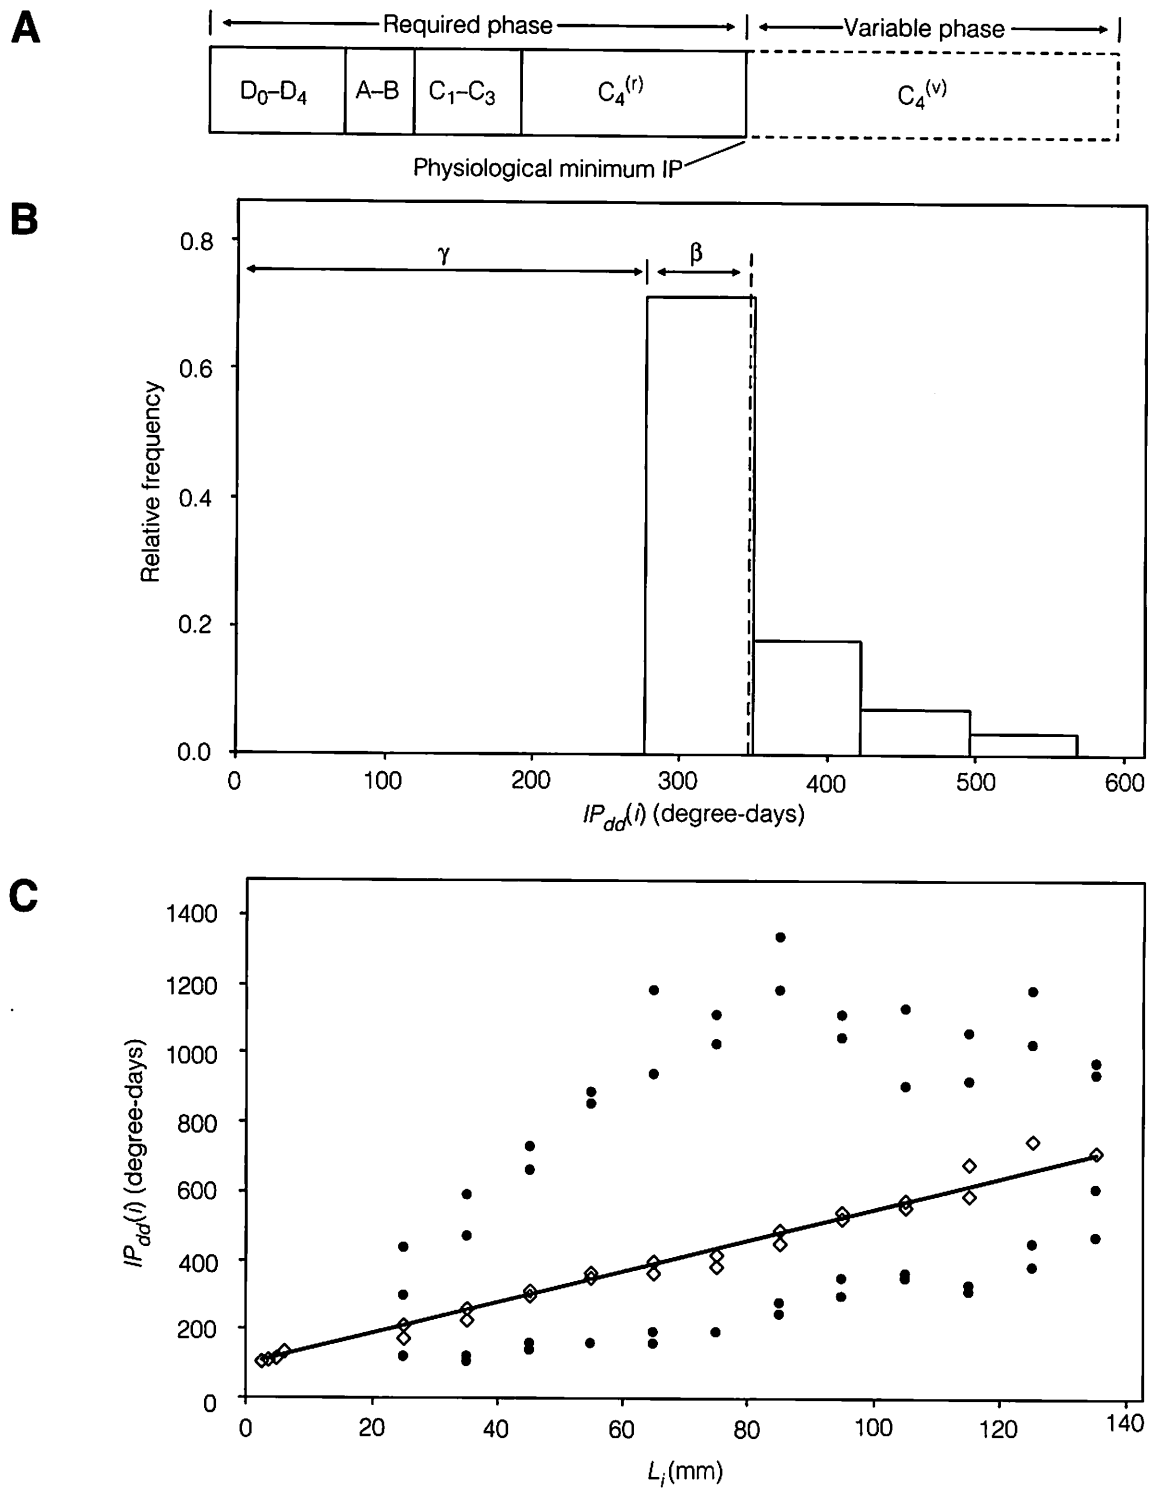 A
Required phase
Variable phase
D0–D4
A–B
C1–C3
C4(r)
C4(v)
Physiological minimum IP
B
γ
β
0.8
0.6
0.4
0.2
0.0
Relative frequency
0 100 200 300 400 500 600
IPdd(i) (degree-days)
C
1400
1200
1000
800
600
400
200
0
IPdd(i) (degree-days)
0 20 40 60 80 100 120 140
Li (mm)